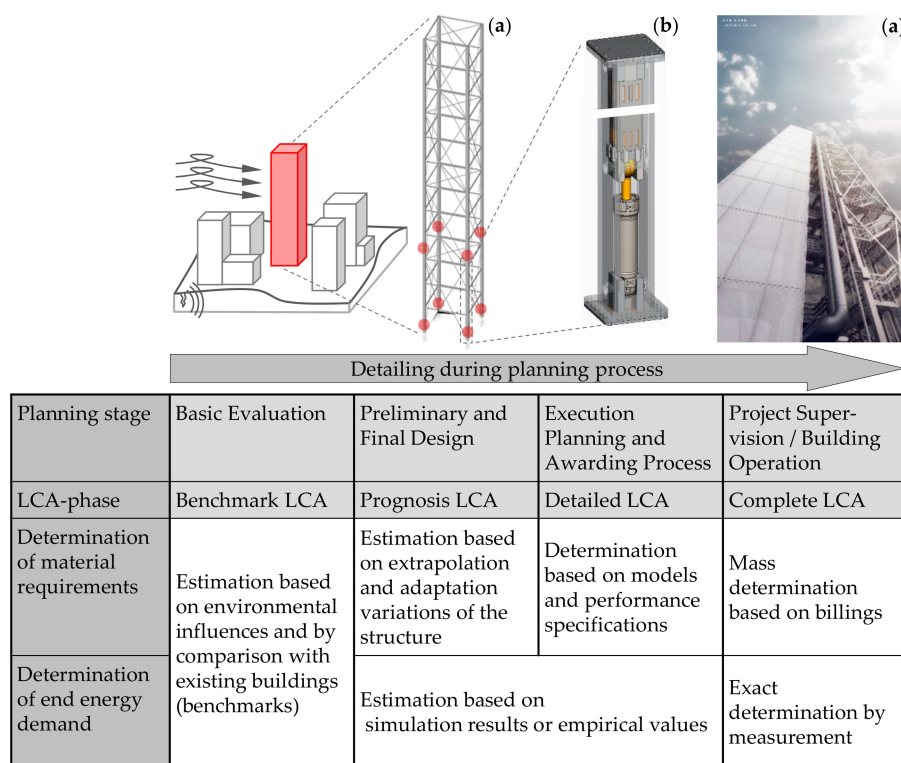 (a)
(b)
(a)
Detailing during planning process
Planning stage
Basic Evaluation
Preliminary and
Final Design
Execution
Planning and
Awarding Process
Project Super-
vision / Building
Operation
LCA-phase
Benchmark LCA
Prognosis LCA
Detailed LCA
Complete LCA
Determination
of material
requirements
Estimation based
on environmental
influences and by
comparison with
existing buildings
(benchmarks)
Estimation based
on extrapolation
and adaptation
variations of the
structure
Determination
based on models
and performance
specifications
Mass
determination
based on billings
Determination
of end energy
demand
Estimation based on
simulation results or empirical values
Exact
determination by
measurement